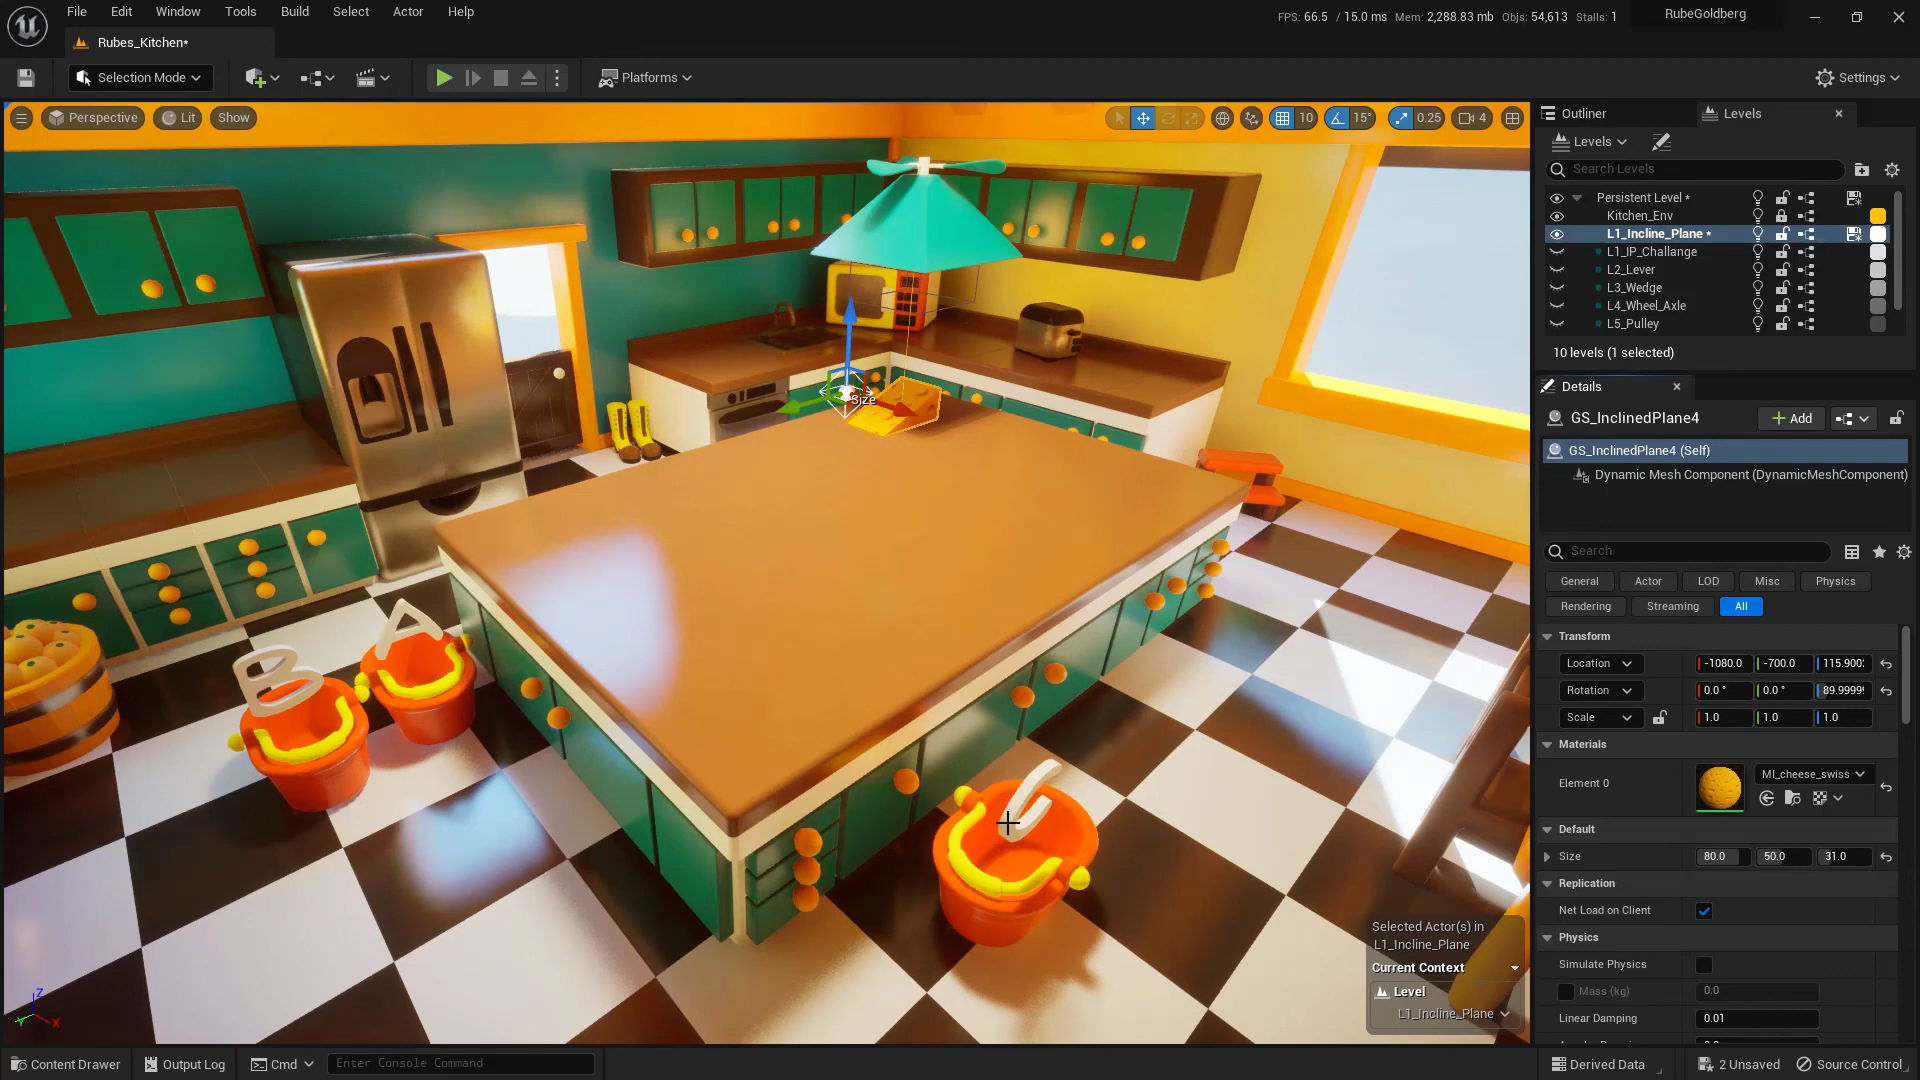 File Edit Window Tools Build Select Actor Help
FPS: 66.5 / 15.0 ms Mem: 2,288.83 mb Objs: 54,613 Stalls: 1
RubeGoldberg
Rubes_Kitchen*
Selection Mode
Platforms
Settings
Perspective
Lit
Show
10
15°
0.25
4
Size
B
A
C
Selected Actor(s) in
L1_Incline_Plane
Current Context
Level
L1_Incline_Plane
Outliner
Levels
Levels
Search Levels
Persistent Level *
Kitchen_Env
L1_Incline_Plane *
L1_IP_Challange
L2_Lever
L3_Wedge
L4_Wheel_Axle
L5_Pulley
10 levels (1 selected)
Details
GS_InclinedPlane4
Add
GS_InclinedPlane4 (Self)
Dynamic Mesh Component (DynamicMeshComponent)
Search
General Actor LOD Misc Physics
Rendering Streaming All
Transform
Location -1080.0 -700.0
Rotation 0.0 ° 0.0 °
Scale 1.0 1.0 1.0
Materials
Element 0
MI_cheese_swiss
Default
Size 80.0 50.0 31.0
Replication
Net Load on Client
Physics
Simulate Physics
Mass (kg) 0.0
Linear Damping 0.01
Content Drawer
Output Log
Cmd
Enter Console Command
Derived Data
2 Unsaved
Source Control